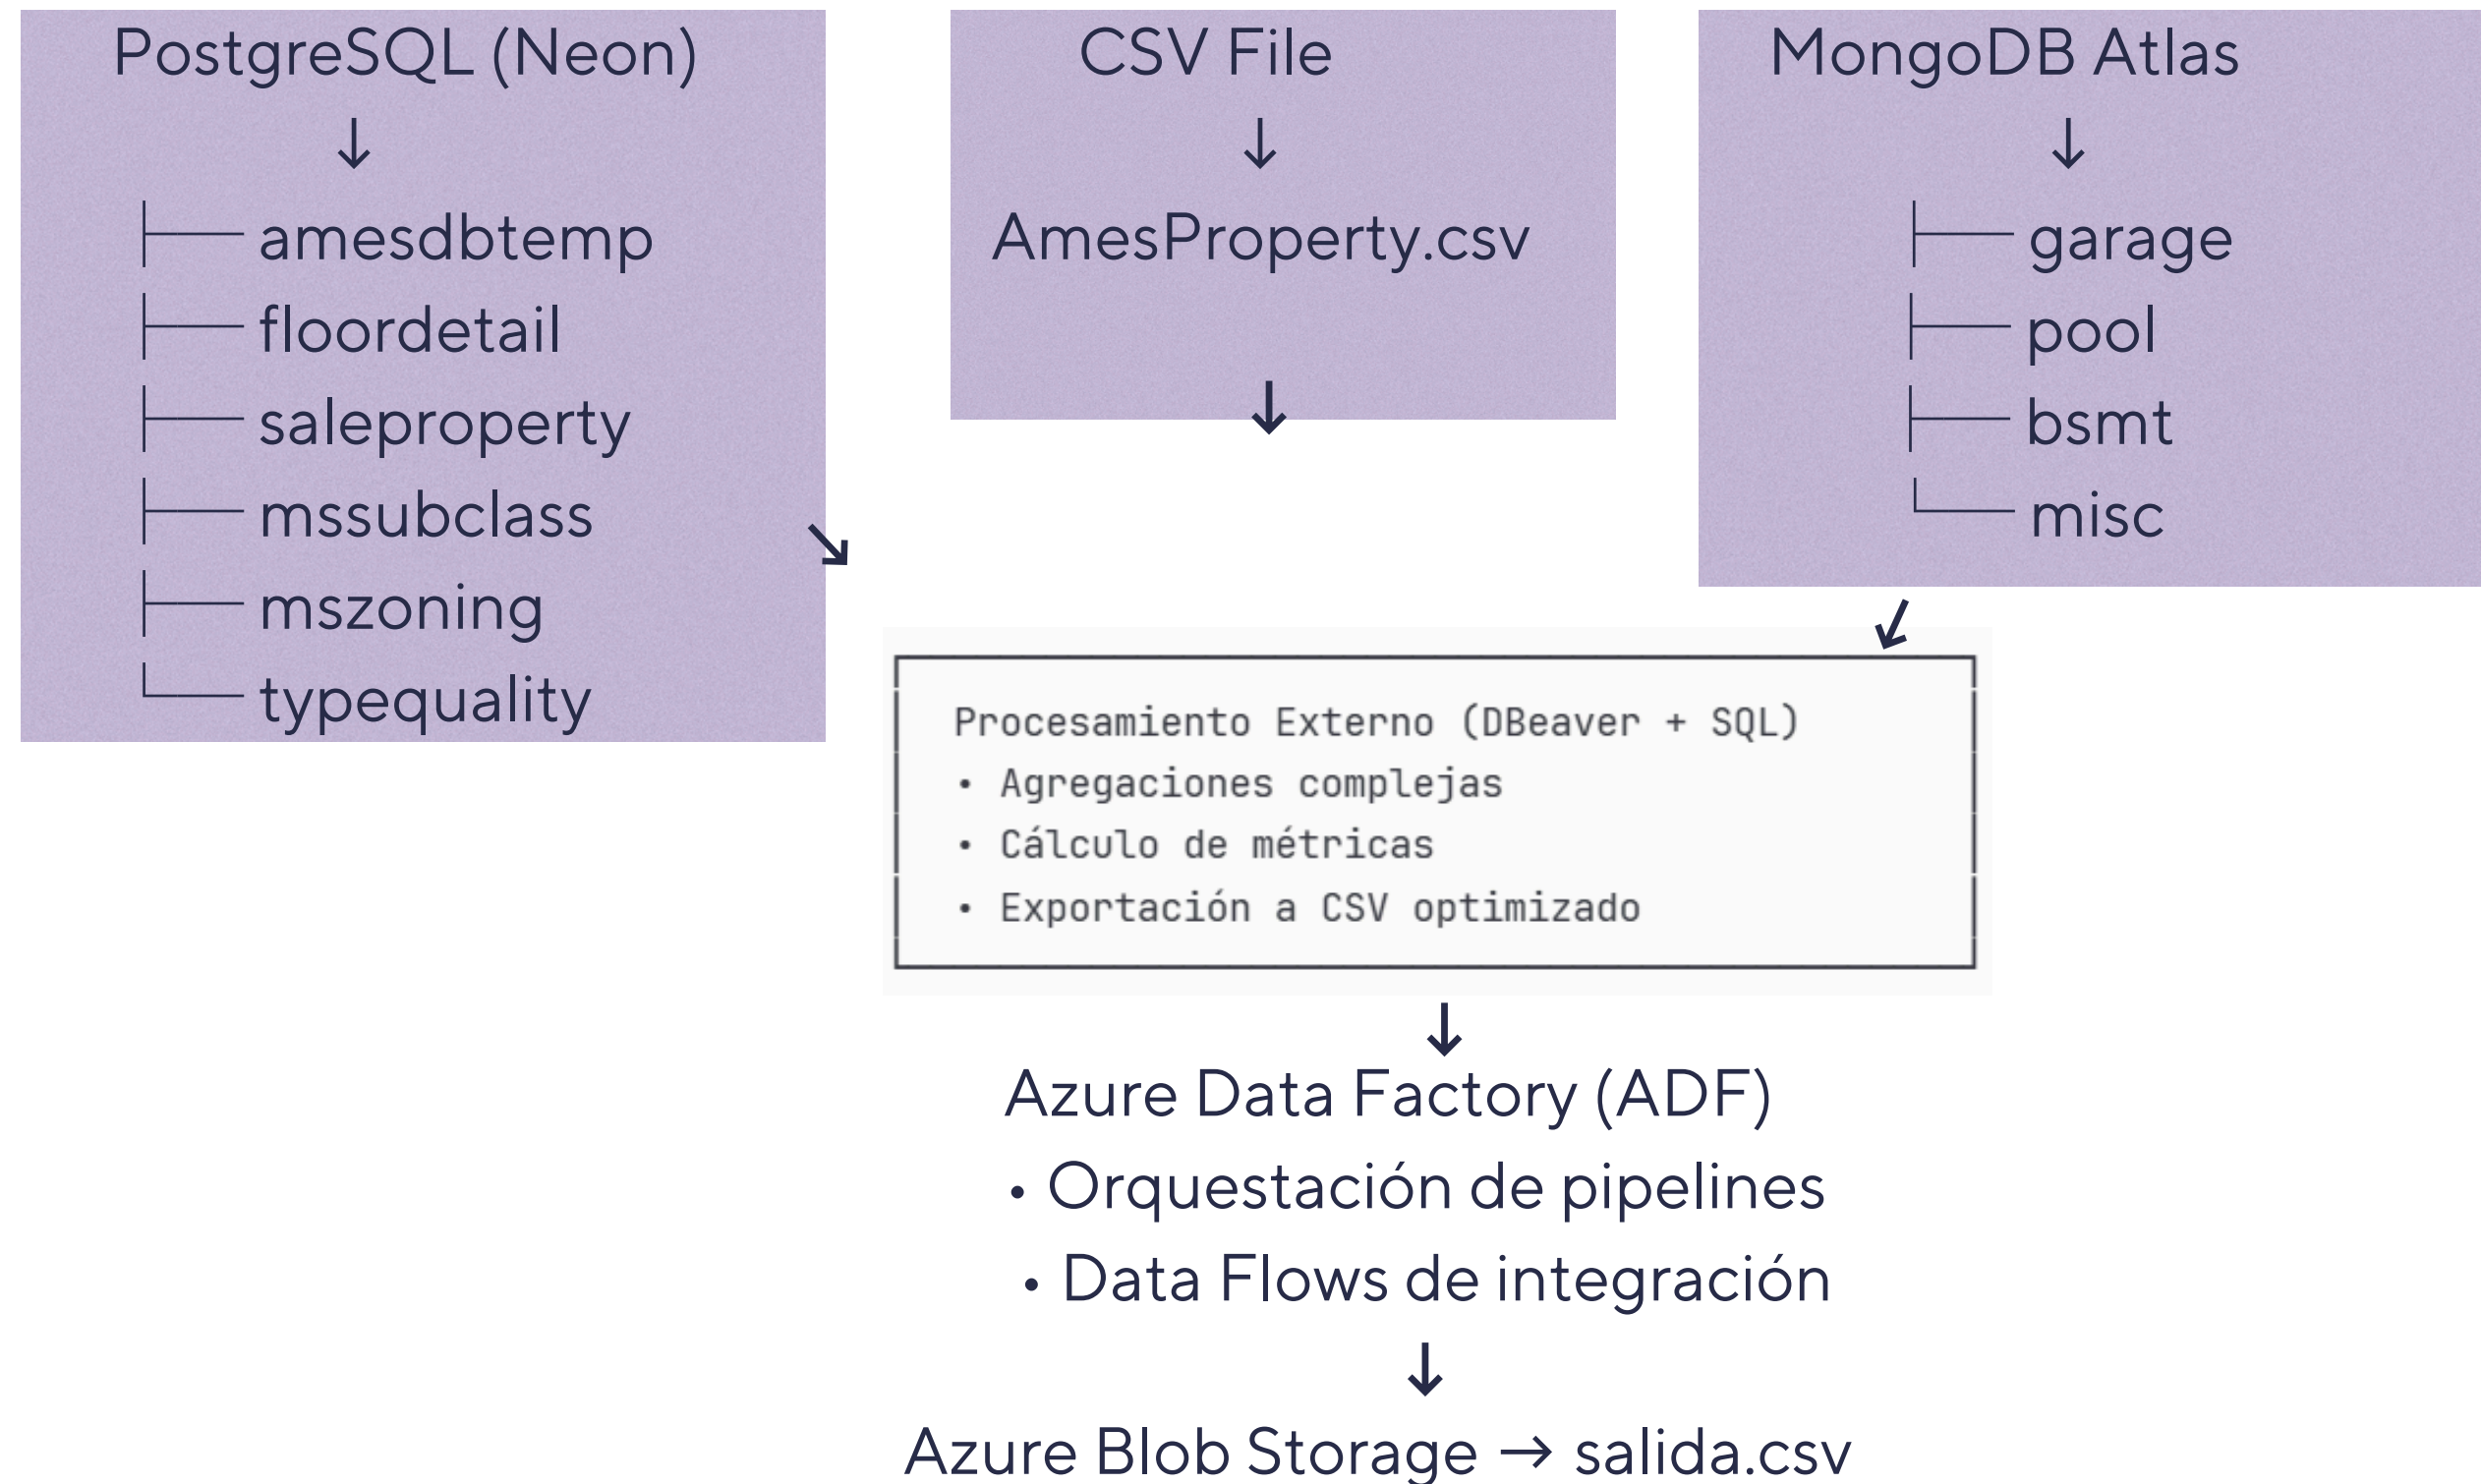 PostgreSQL (Neon)
↓
├── amesdbtemp
├── floordetail
├── saleproperty
├── mssubclass
├── mszoning
└── typequality
CSV File
↓
AmesProperty.csv
↓
MongoDB Atlas
↓
├── garage
├── pool
├── bsmt
└── misc
↘
↙
Procesamiento Externo (DBeaver + SQL)
• Agregaciones complejas
• Cálculo de métricas
• Exportación a CSV optimizado
↓
Azure Data Factory (ADF)
• Orquestación de pipelines
• Data Flows de integración
↓
Azure Blob Storage → salida.csv